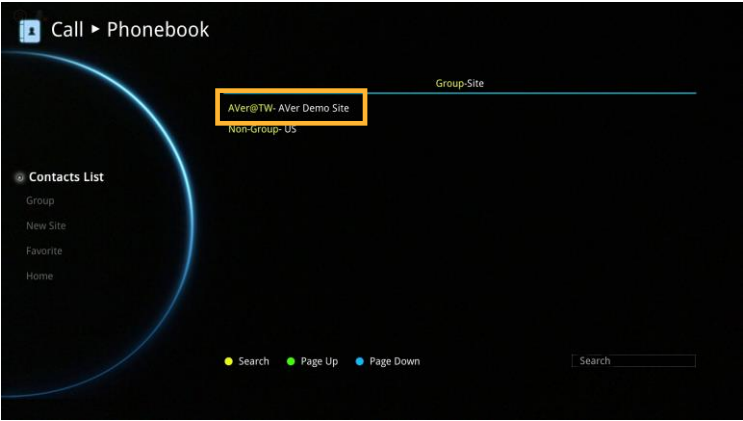 Call ▸ Phonebook
Group-Site
AVer@TW- AVer Demo Site
Non-Group- US
Contacts List
Group
New Site
Favorite
Home
Search Page Up Page Down Search